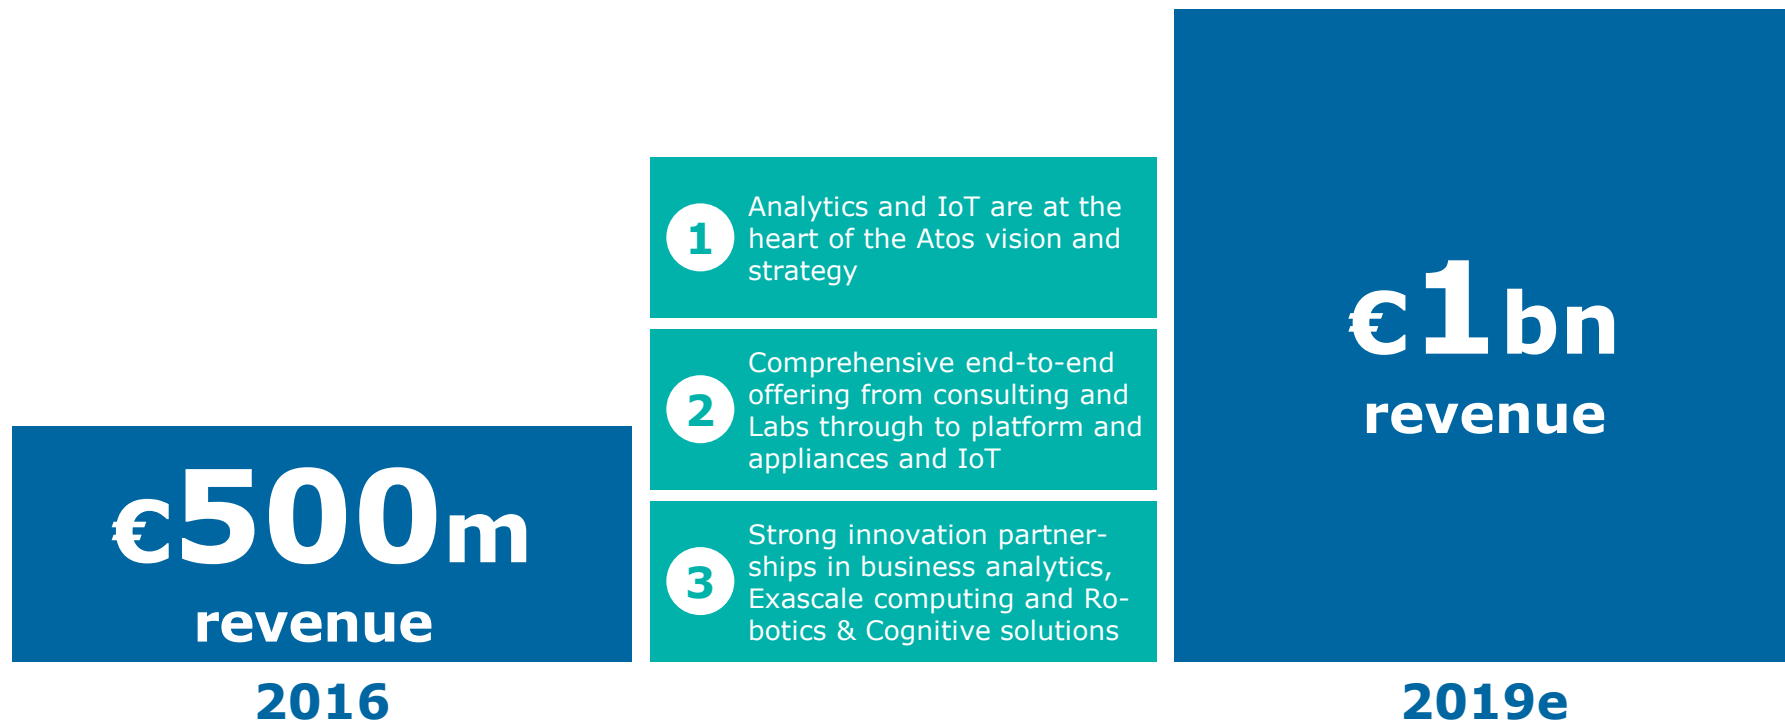 €500m
revenue
2016
1
Analytics and IoT are at the
heart of the Atos vision and
strategy
2
Comprehensive end-to-end
offering from consulting and
Labs through to platform and
appliances and IoT
3
Strong innovation partner-
ships in business analytics,
Exascale computing and Ro-
botics & Cognitive solutions
€1bn
revenue
2019e